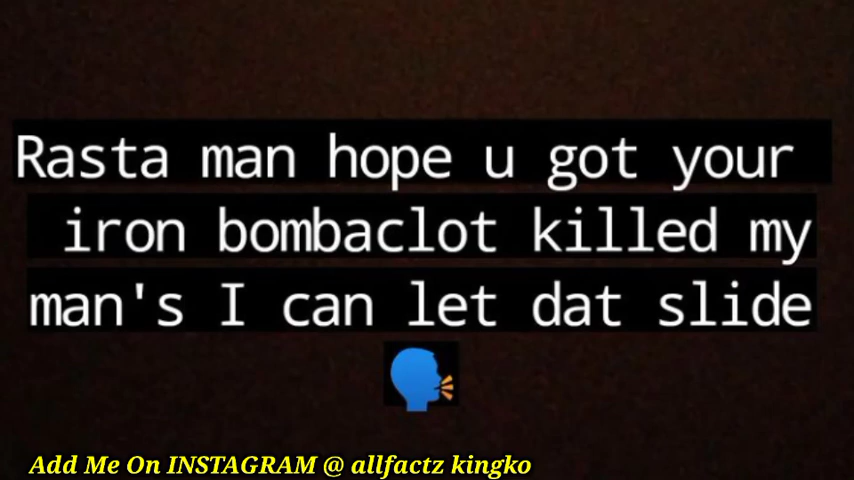 Rasta man hope u got your
iron bombaclot killed my
man's I can let dat slide
🗣
Add Me On INSTAGRAM @ allfactz kingko